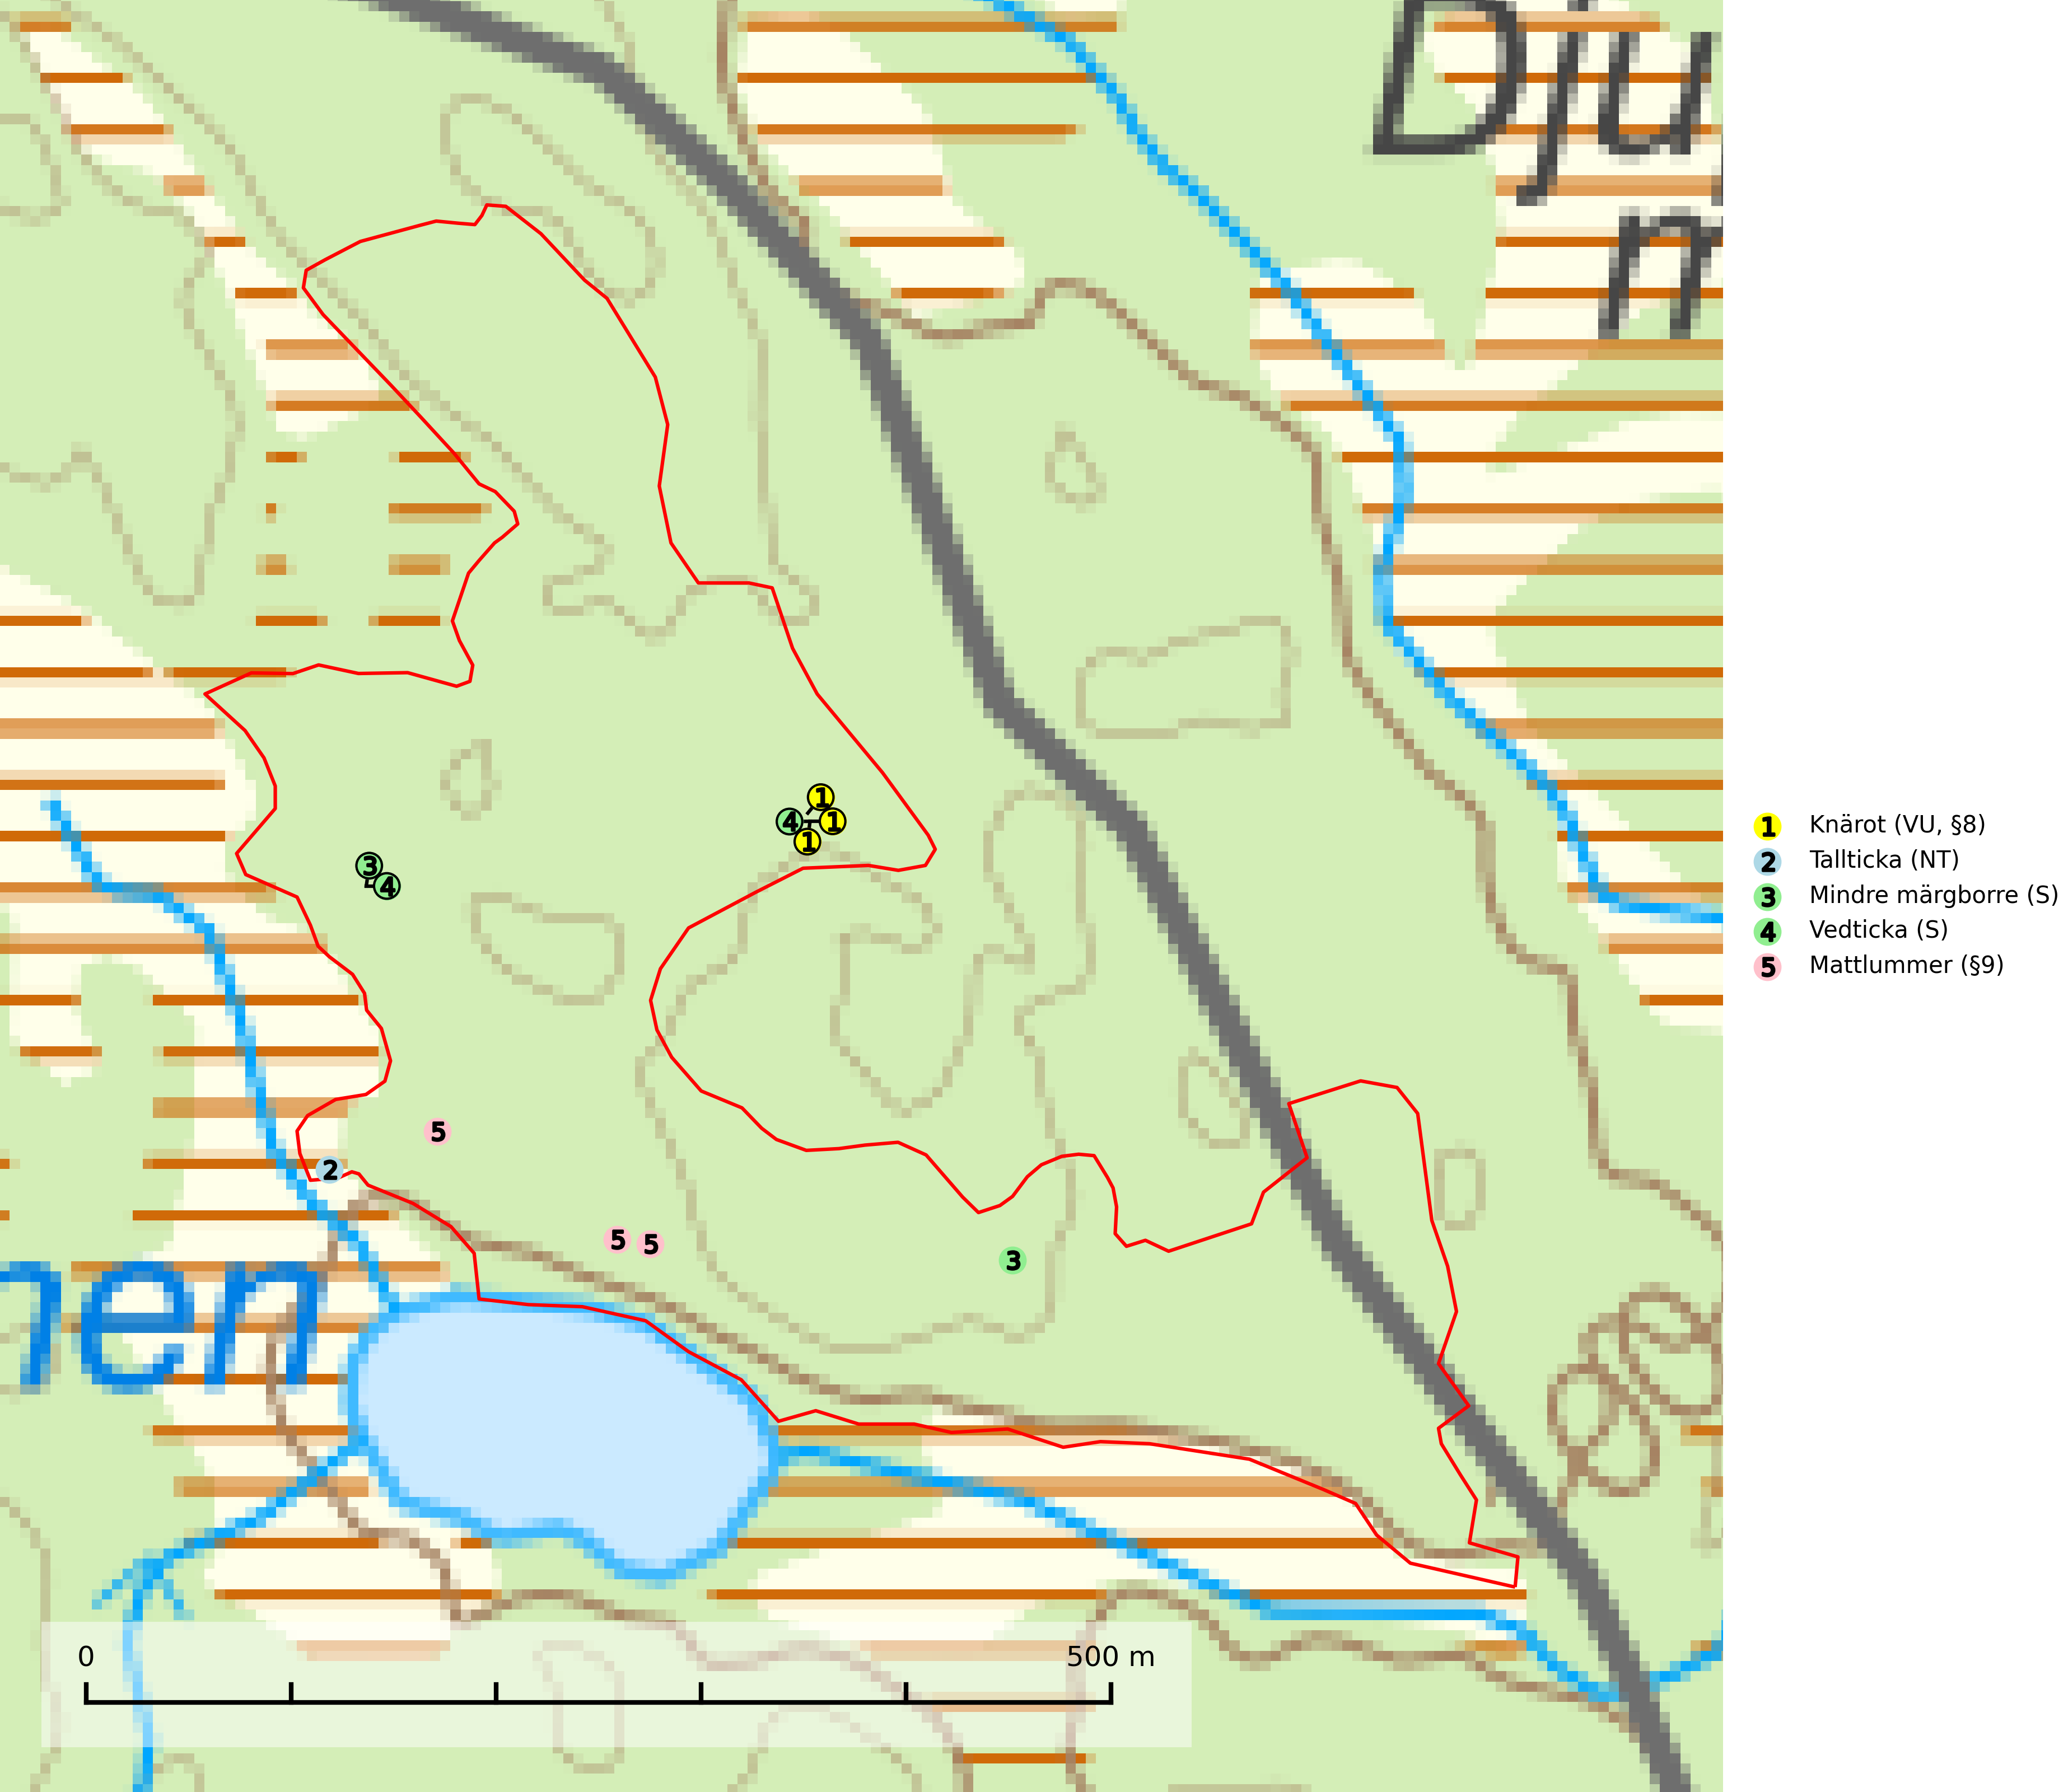 Dju
n
1
4 1
1
3
4
5
2
5 5
3
nen
0 500 m
1 Knärot (VU, §8)
2 Tallticka (NT)
3 Mindre märgborre (S)
4 Vedticka (S)
5 Mattlummer (§9)